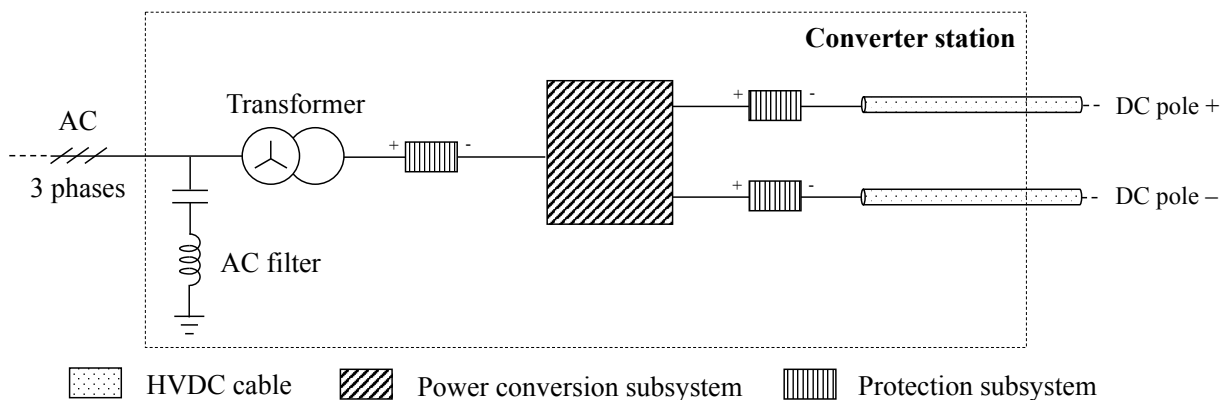 Converter station
Transformer
AC
3 phases
+ -
+ -
DC pole +
+ -
DC pole –
AC filter
HVDC cable
Power conversion subsystem
Protection subsystem